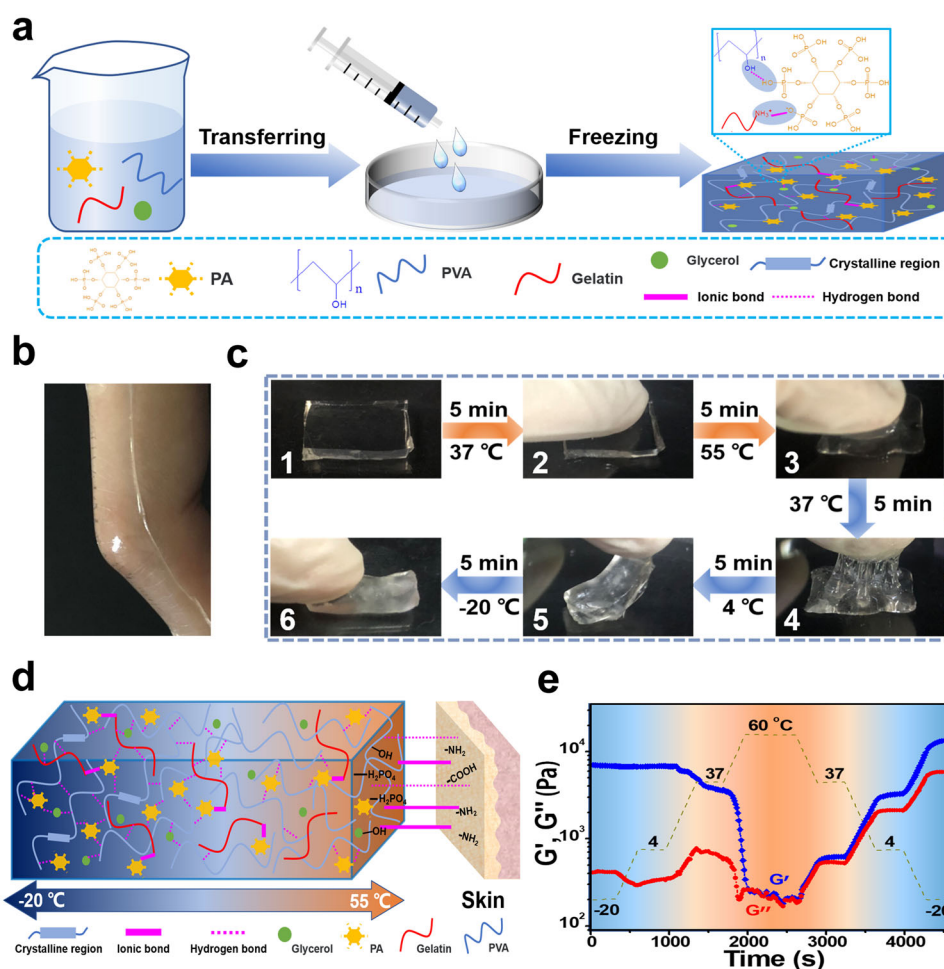 a
Transferring
Freezing
n
OH
HO
NH3+
PA
n
OH
PVA
Gelatin
Glycerol
Crystalline region
Ionic bond
Hydrogen bond
b
c
1
5 min
37 ℃
2
5 min
55 ℃
3
37 ℃ 5 min
6
5 min
-20 ℃
5
5 min
4 ℃
4
d
OH
H2PO4
H2PO4
OH
-NH2
-COOH
-NH2
-NH2
-20 ℃
55 ℃
Skin
Crystalline region
Ionic bond
Hydrogen bond
Glycerol
PA
Gelatin
PVA
e
G', G'' (Pa)
10^4
10^3
10^2
-20
4
37
60 °C
37
4
-20
G'
G''
0 1000 2000 3000 4000
Time (s)